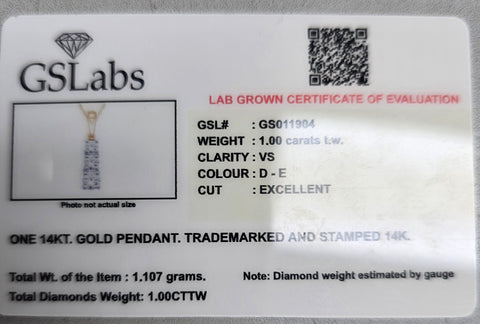 GSLabs
LAB GROWN CERTIFICATE OF EVALUATION
GSL# : GS011904
WEIGHT : 1.00 carats t.w.
CLARITY : VS
COLOUR : D - E
CUT : EXCELLENT
Photo not actual size
ONE 14KT. GOLD PENDANT. TRADEMARKED AND STAMPED 14K.
Total Wt. of the Item : 1.107 grams.
Note: Diamond weight estimated by gauge
Total Diamonds Weight: 1.00CTTW